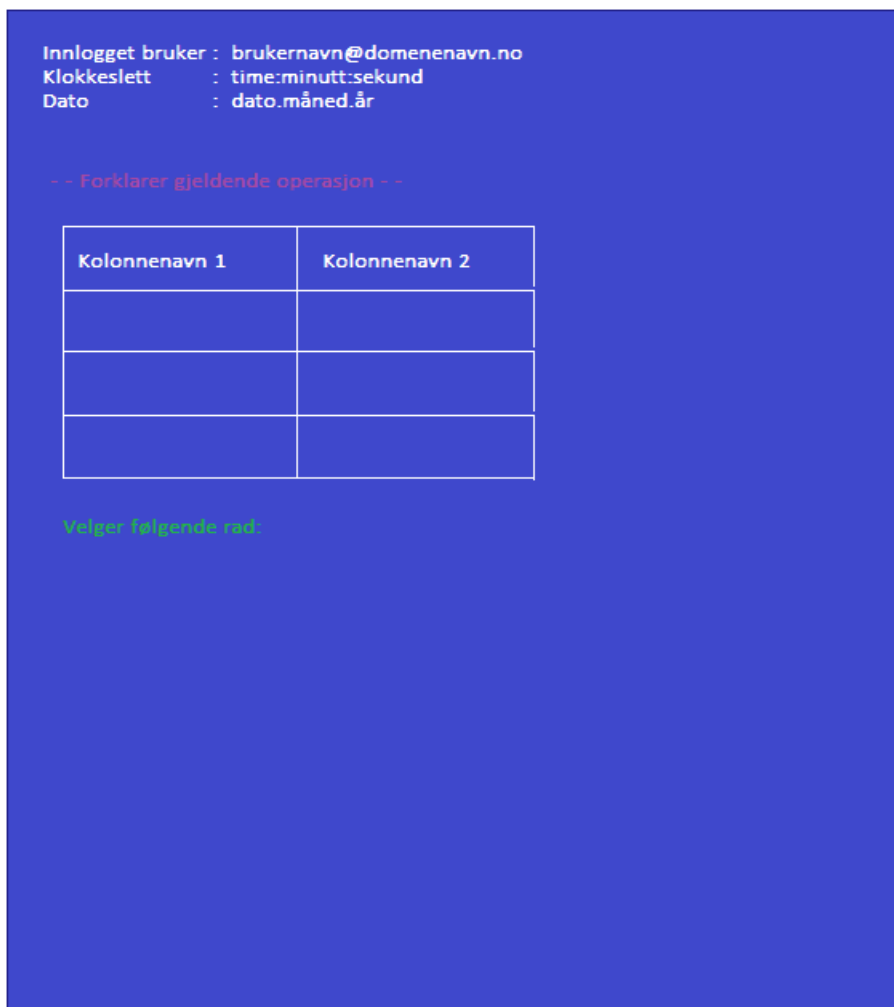 Innlogget bruker : brukernavn@domenenavn.no
Klokkeslett : time:minutt:sekund
Dato : dato.måned.år
- - Forklarer gjeldende operasjon - -
Kolonnenavn 1 Kolonnenavn 2
Velger følgende rad: